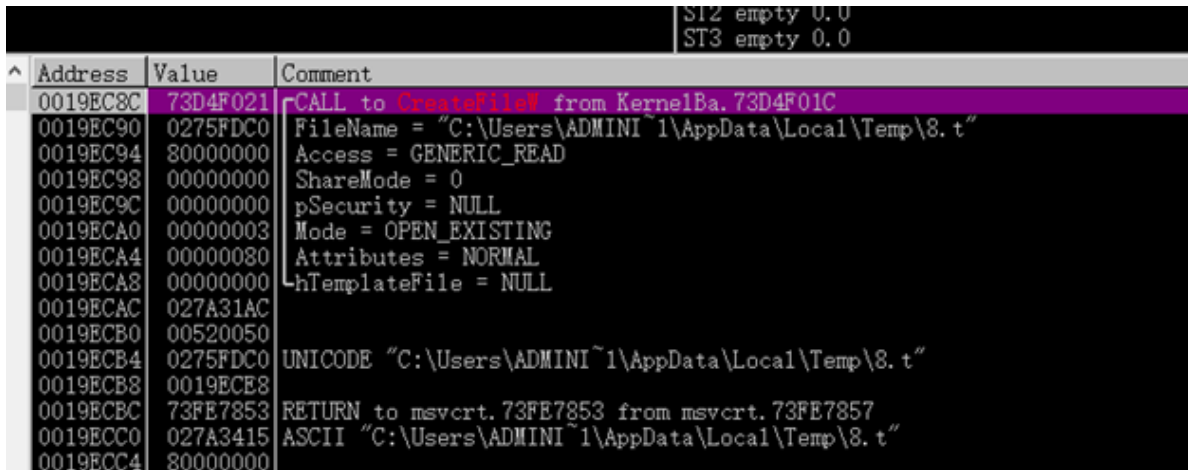 ST2 empty 0.0
ST3 empty 0.0
Address Value Comment
0019EC8C 73D4F021 CALL to CreateFileW from KernelBa.73D4F01C
0019EC90 0275FDC0 FileName = "C:\Users\ADMINI~1\AppData\Local\Temp\8.t"
0019EC94 80000000 Access = GENERIC_READ
0019EC98 00000000 ShareMode = 0
0019EC9C 00000000 pSecurity = NULL
0019ECA0 00000003 Mode = OPEN_EXISTING
0019ECA4 00000080 Attributes = NORMAL
0019ECA8 00000000 hTemplateFile = NULL
0019ECAC 027A31AC
0019ECB0 00520050
0019ECB4 0275FDC0 UNICODE "C:\Users\ADMINI~1\AppData\Local\Temp\8.t"
0019ECB8 0019ECE8
0019ECBC 73FE7853 RETURN to msvcrt.73FE7853 from msvcrt.73FE7857
0019ECC0 027A3415 ASCII "C:\Users\ADMINI~1\AppData\Local\Temp\8.t"
0019ECC4 80000000